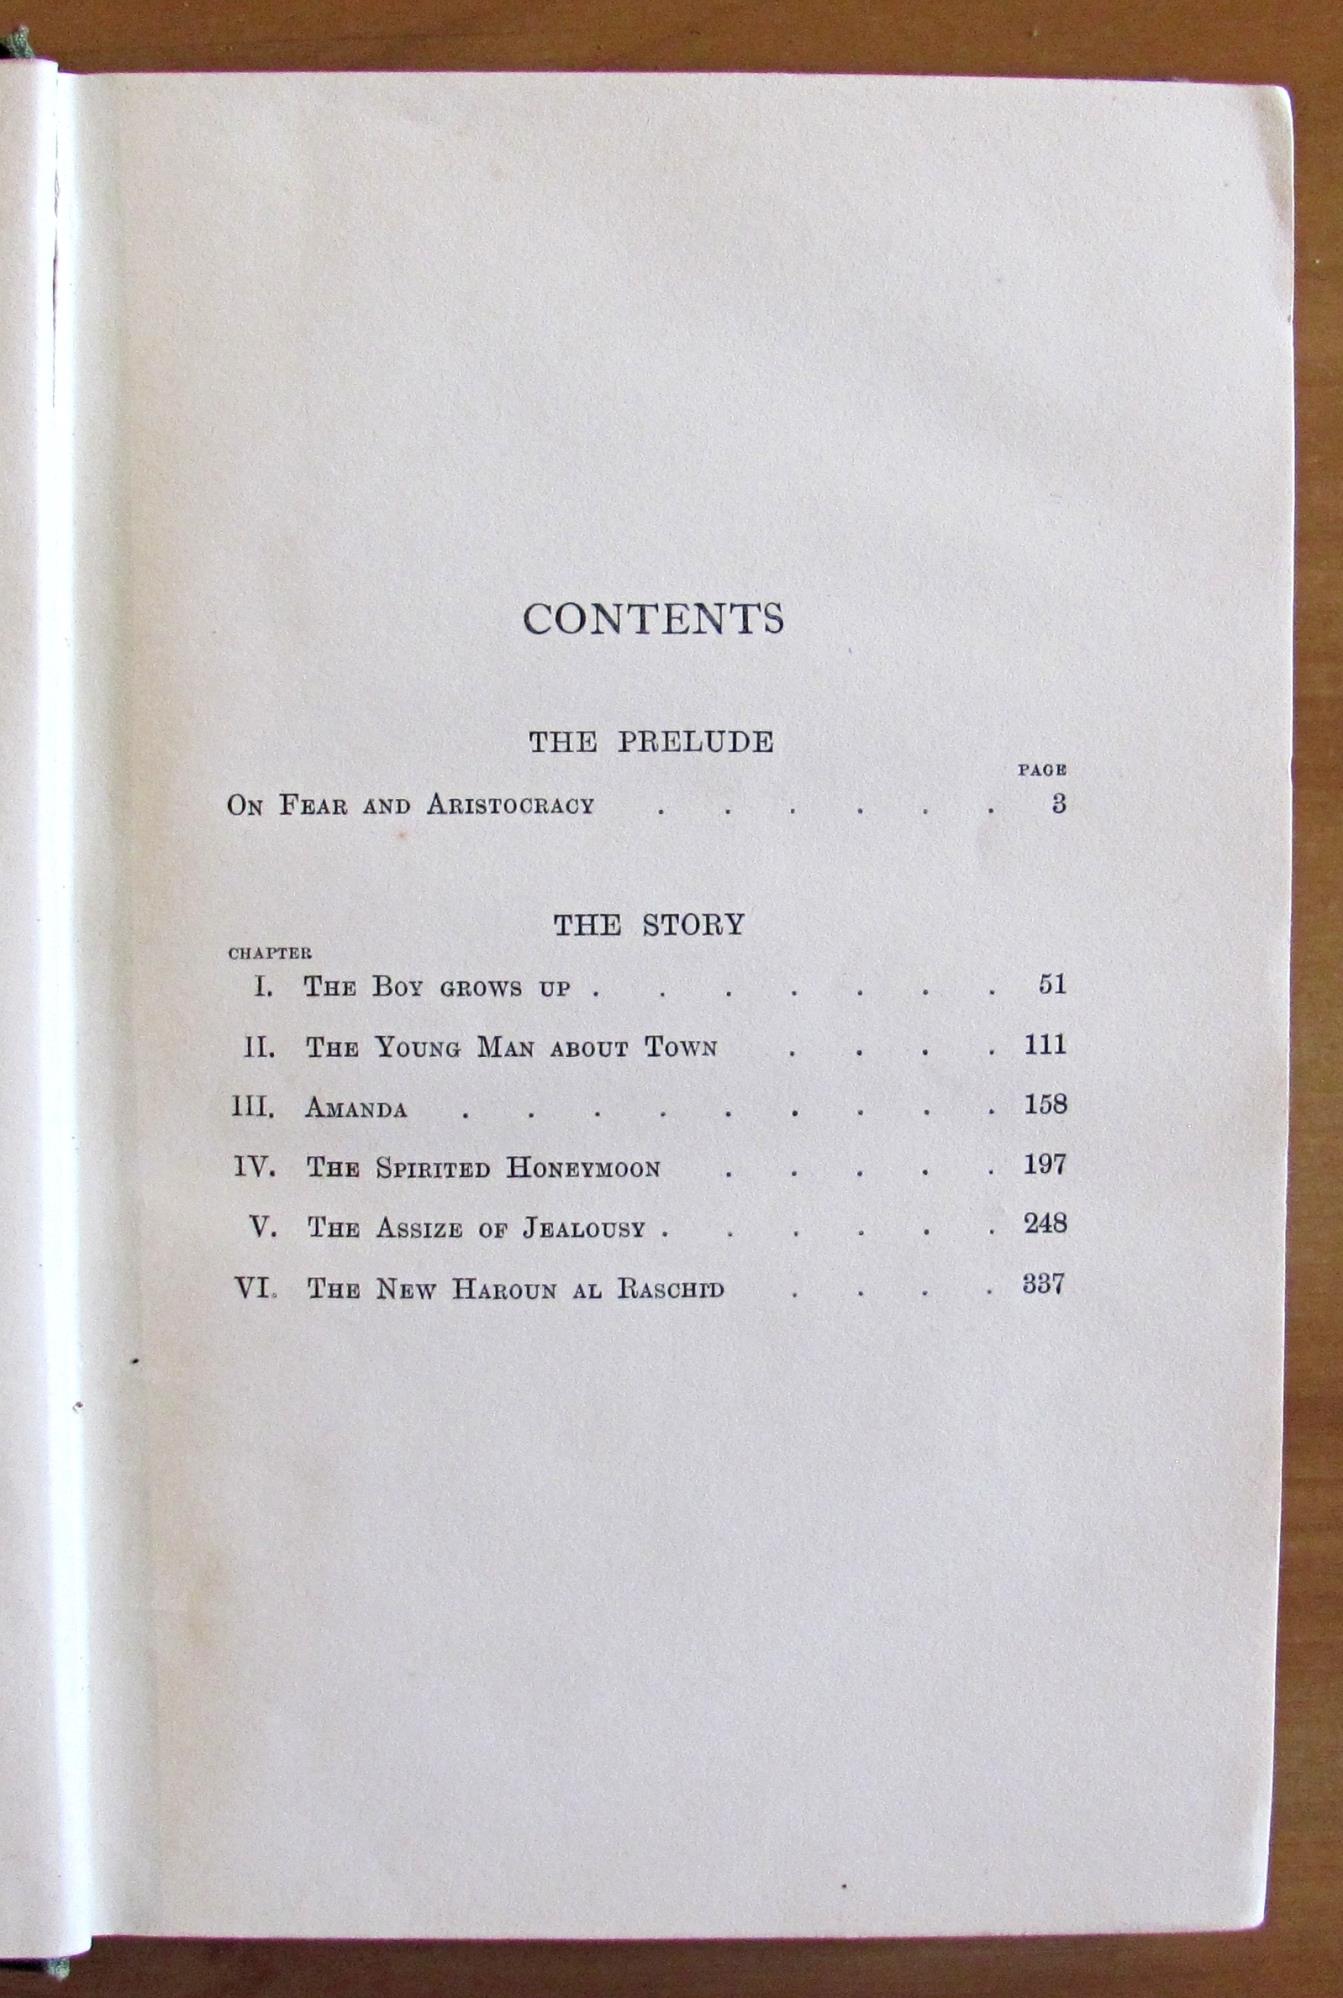 CONTENTS
THE PRELUDE
PAGE
On Fear and Aristocracy . . . . . . 3
THE STORY
CHAPTER
I. The Boy grows up . . . . . . . 51
II. The Young Man about Town . . . . 111
III. Amanda . . . . . . . . . 158
IV. The Spirited Honeymoon . . . . . 197
V. The Assize of Jealousy . . . . . . 248
VI. The New Haroun al Raschid . . . . 337